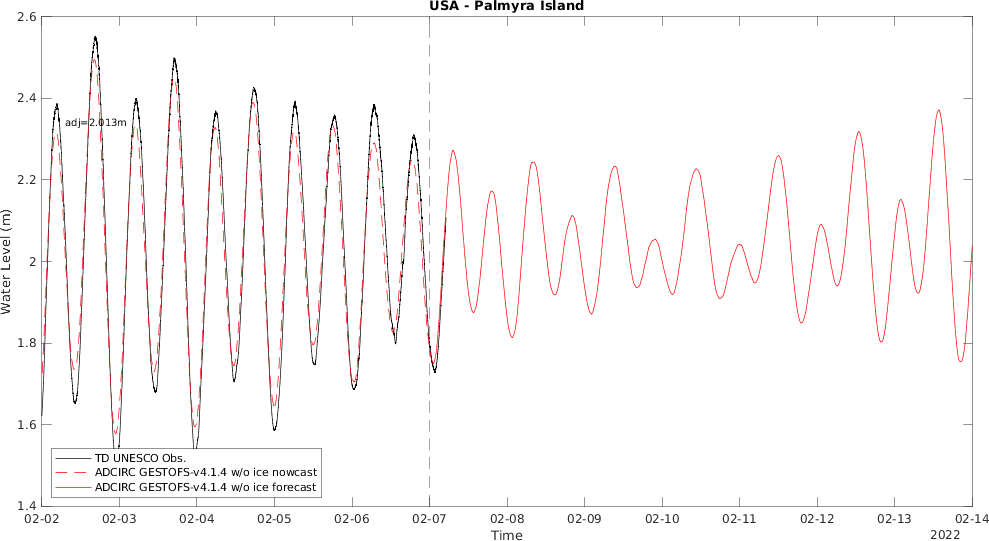 USA - Palmyra Island
2.6
2.4
2.2
2
1.8
1.6
1.4
Water Level (m)
adj=2.013m
TD UNESCO Obs.
ADCIRC GESTOFS-v4.1.4 w/o ice nowcast
ADCIRC GESTOFS-v4.1.4 w/o ice forecast
02-02 02-03 02-04 02-05 02-06 02-07 02-08 02-09 02-10 02-11 02-12 02-13 02-14
Time
2022